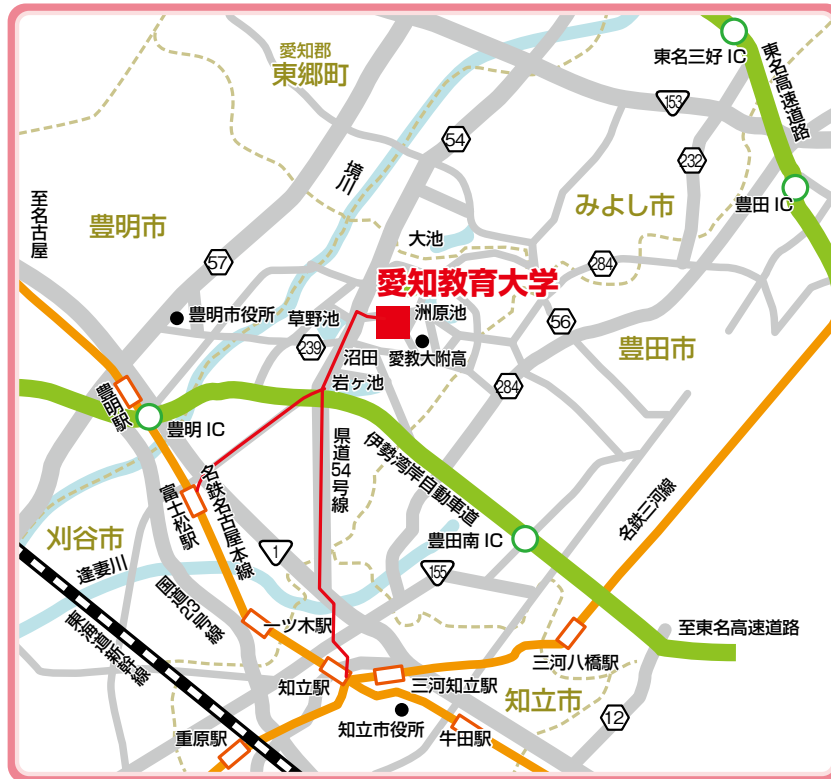 東名三好 IC
愛知郡
東郷町
東名高速道路
153
54
232
境川
至名古屋
豊明市
みよし市
豊田 IC
大池
57
284
愛知教育大学
豊明市役所
草野池
洲原池
56
239
沼田
愛教大附高
豊田市
岩ヶ池
284
豊明駅
豊明 IC
県道54号線
伊勢湾岸自動車道
名鉄名古屋本線
富士松駅
名鉄三河線
刈谷市
豊田南 IC
1
逢妻川
155
国道23号線
東海道新幹線
一ツ木駅
至東名高速道路
三河八橋駅
知立駅
三河知立駅
知立市
12
知立市役所
重原駅
牛田駅